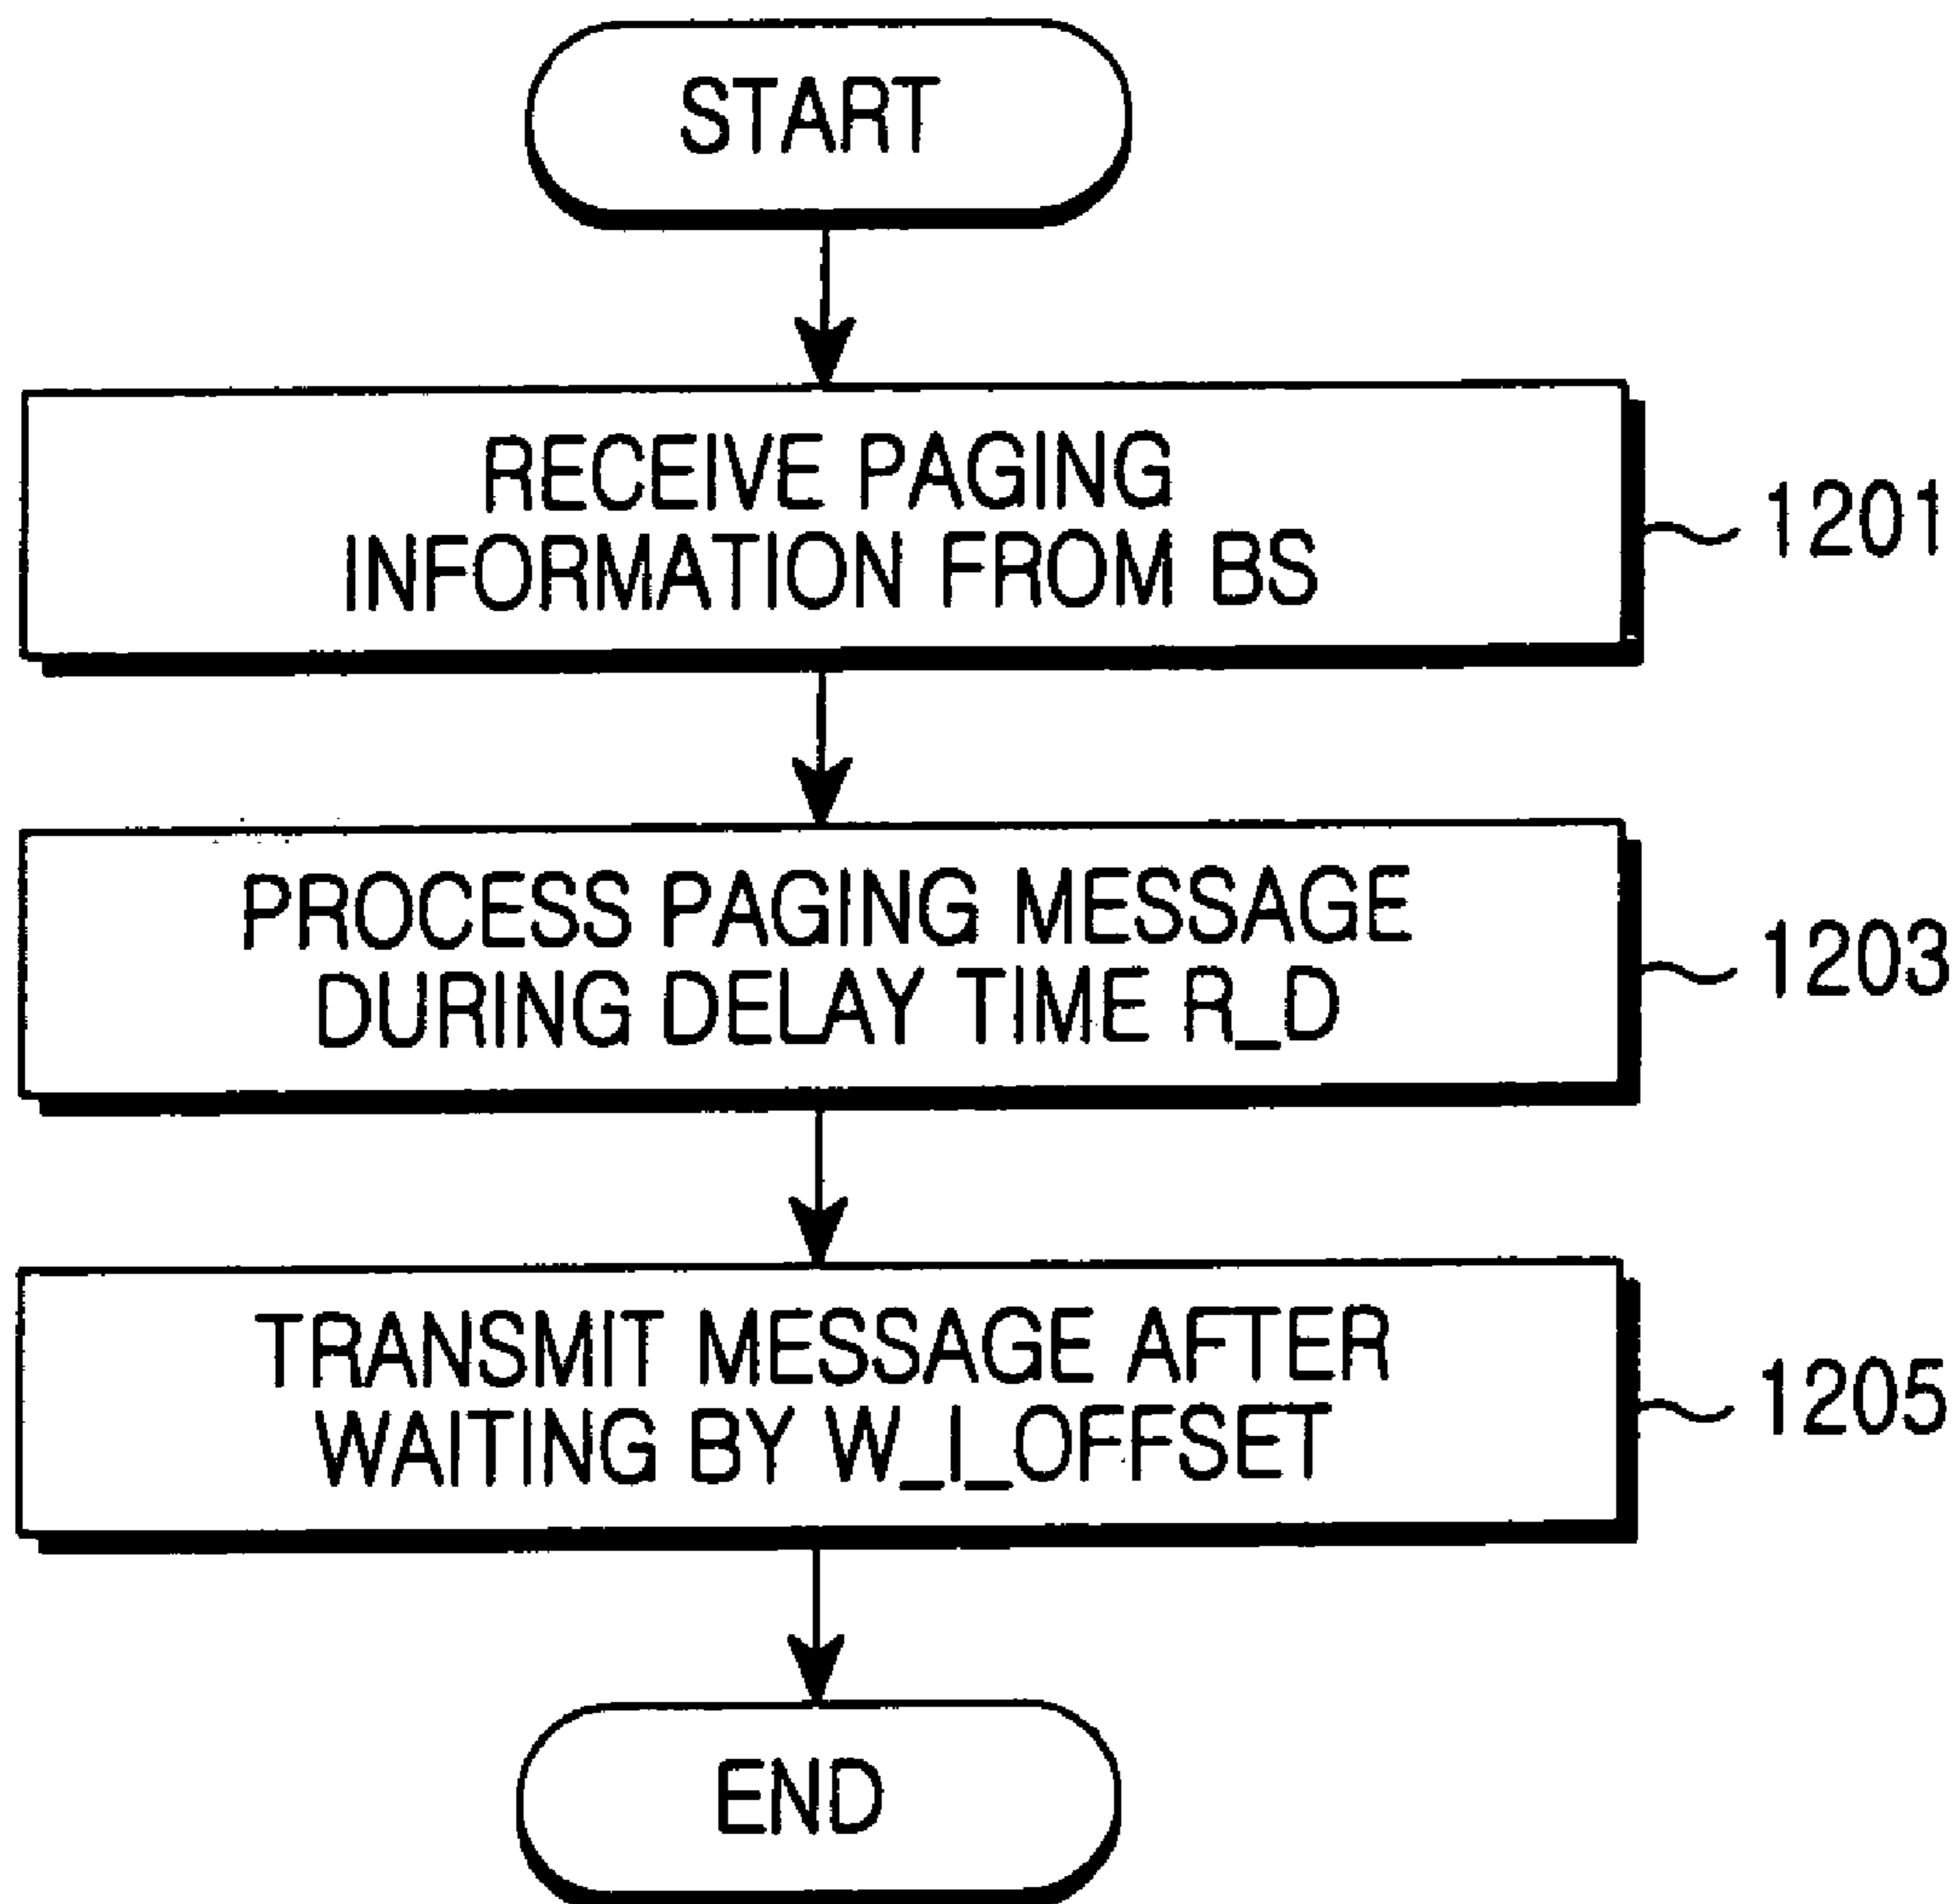 START
RECEIVE PAGING
INFORMATION FROM BS
1201
PROCESS PAGING MESSAGE
DURING DELAY TIME R_D
1203
TRANSMIT MESSAGE AFTER
WAITING BY W_I_OFFSET
1205
END